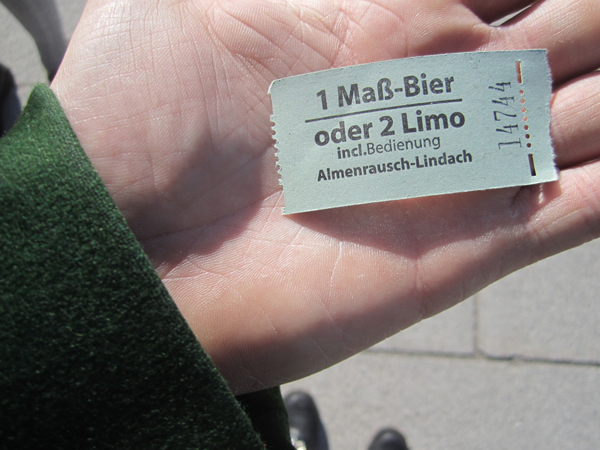 1 Maß-Bier
oder 2 Limo
incl.Bedienung
Almenrausch-Lindach
14744